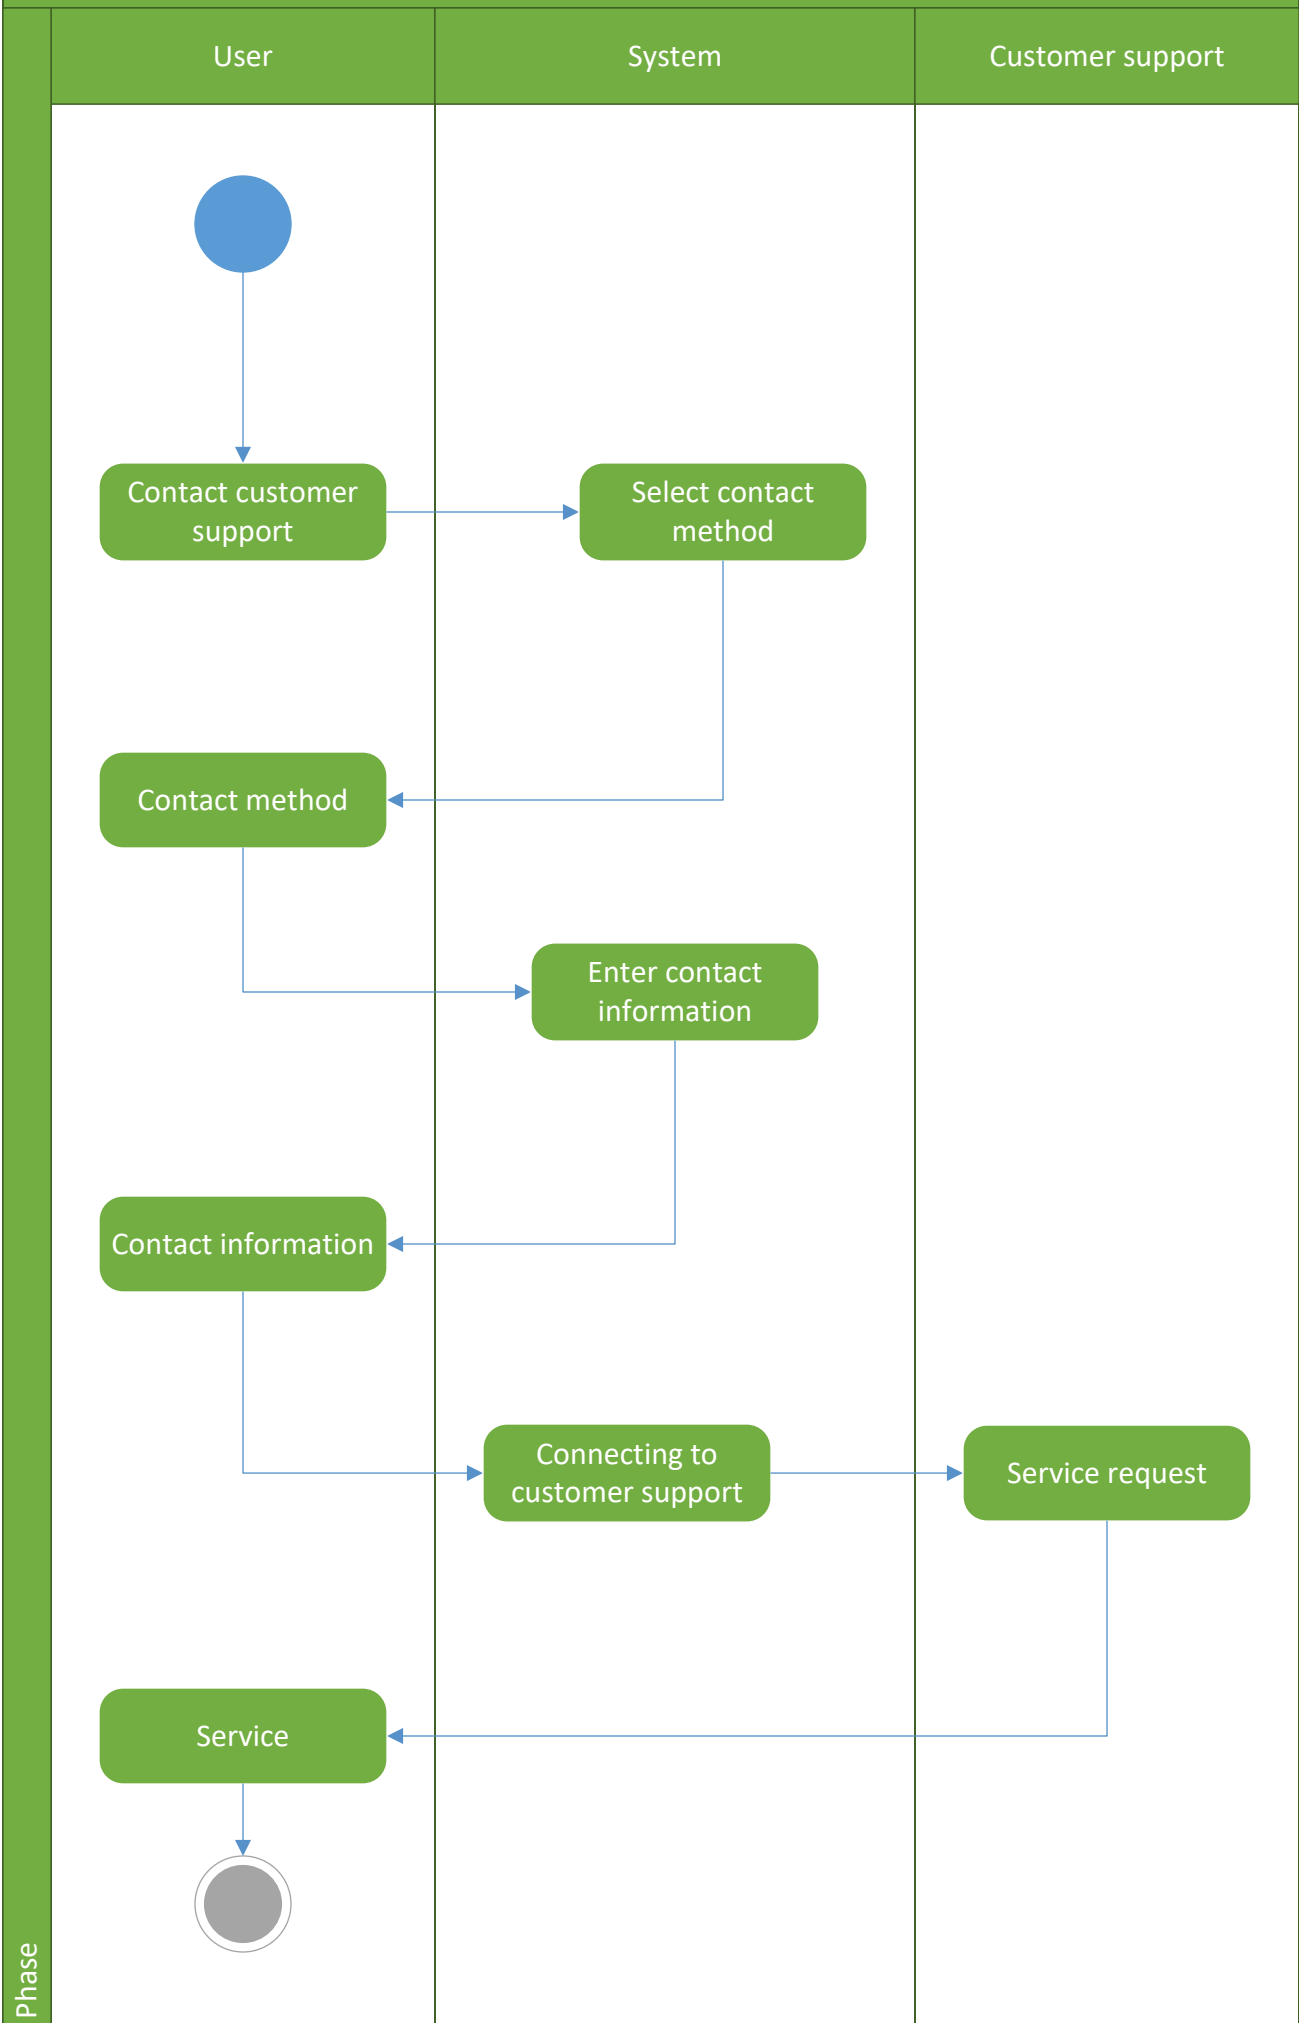 User
System
Customer support
Contact customer
support
Select contact
method
Contact method
Enter contact
information
Contact information
Connecting to
customer support
Service request
Service
Phase